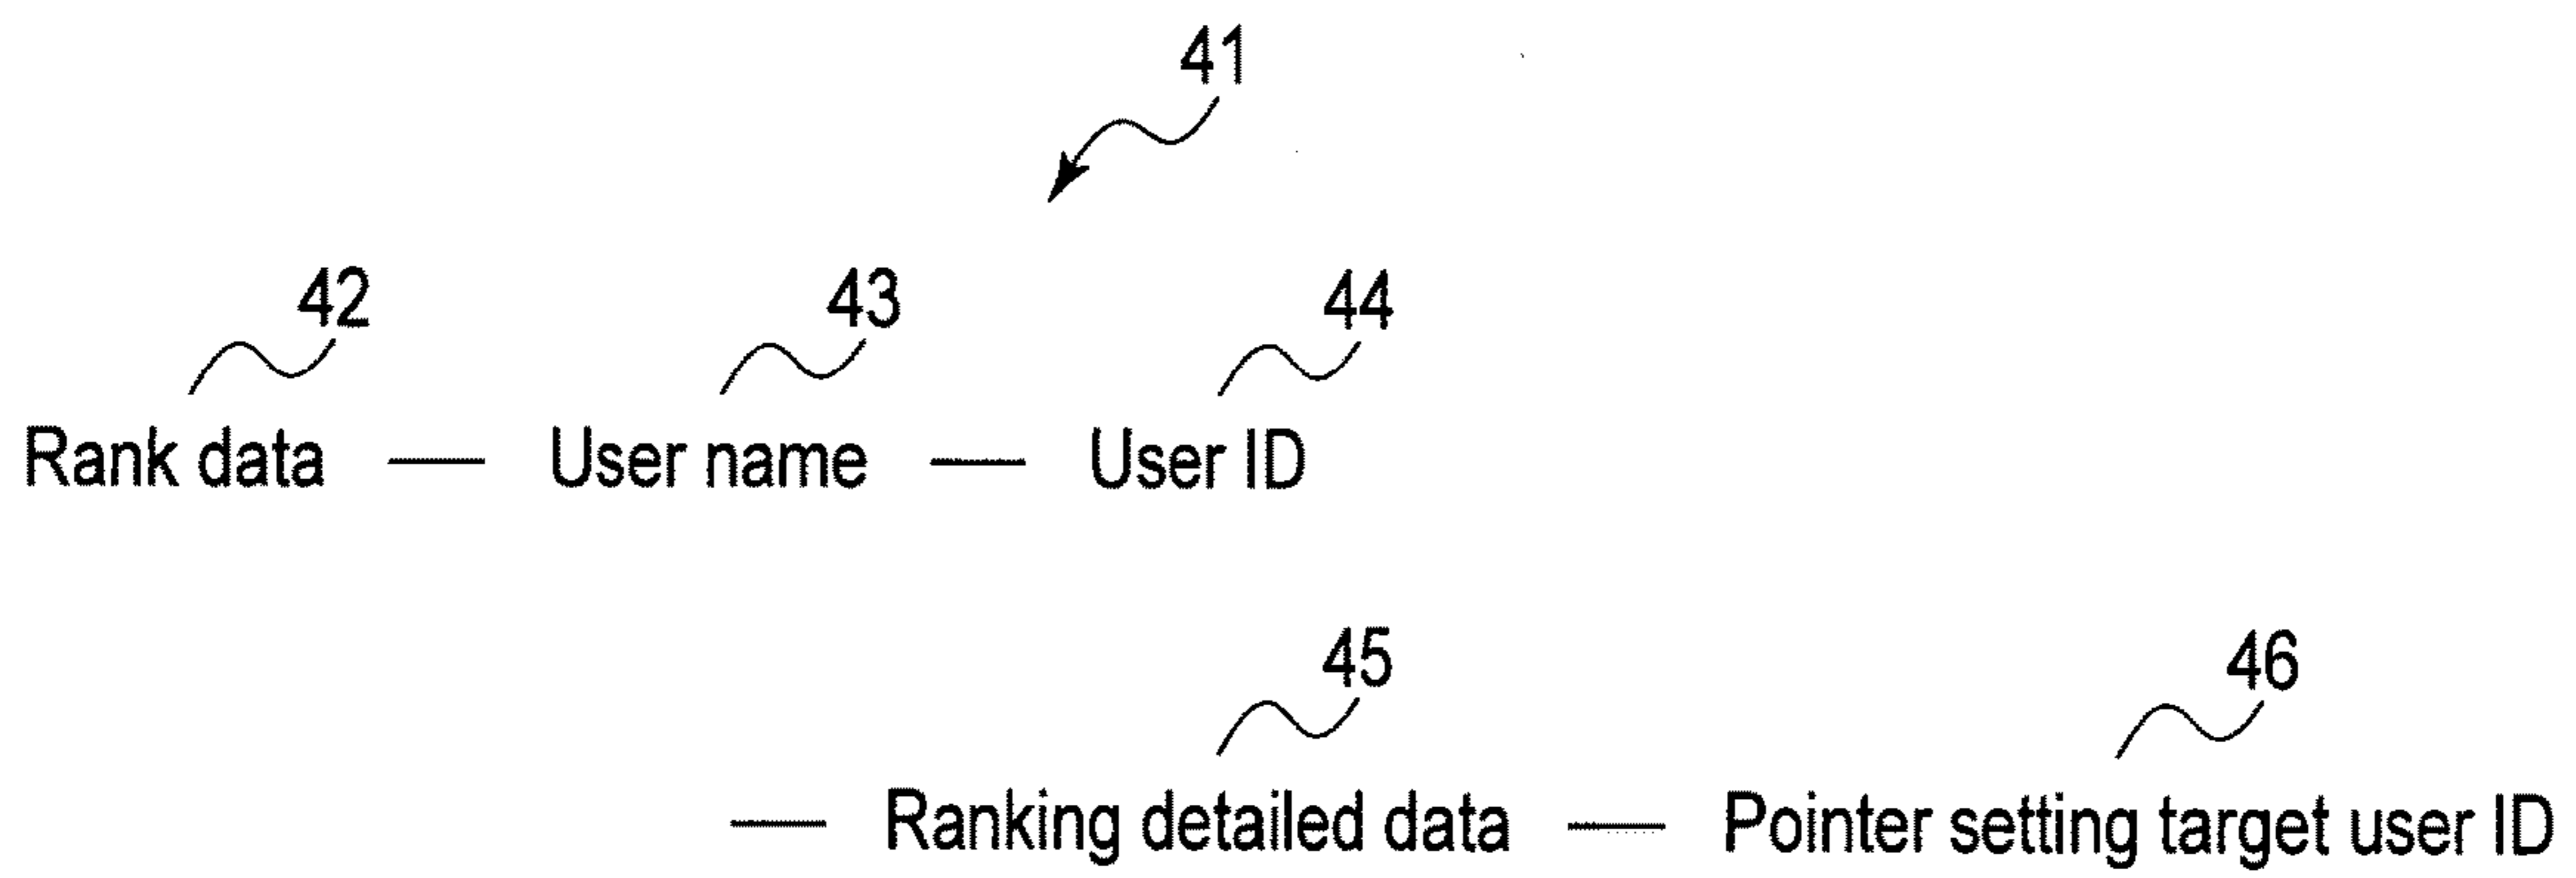 41
42 43 44
Rank data — User name — User ID
45 46
— Ranking detailed data — Pointer setting target user ID